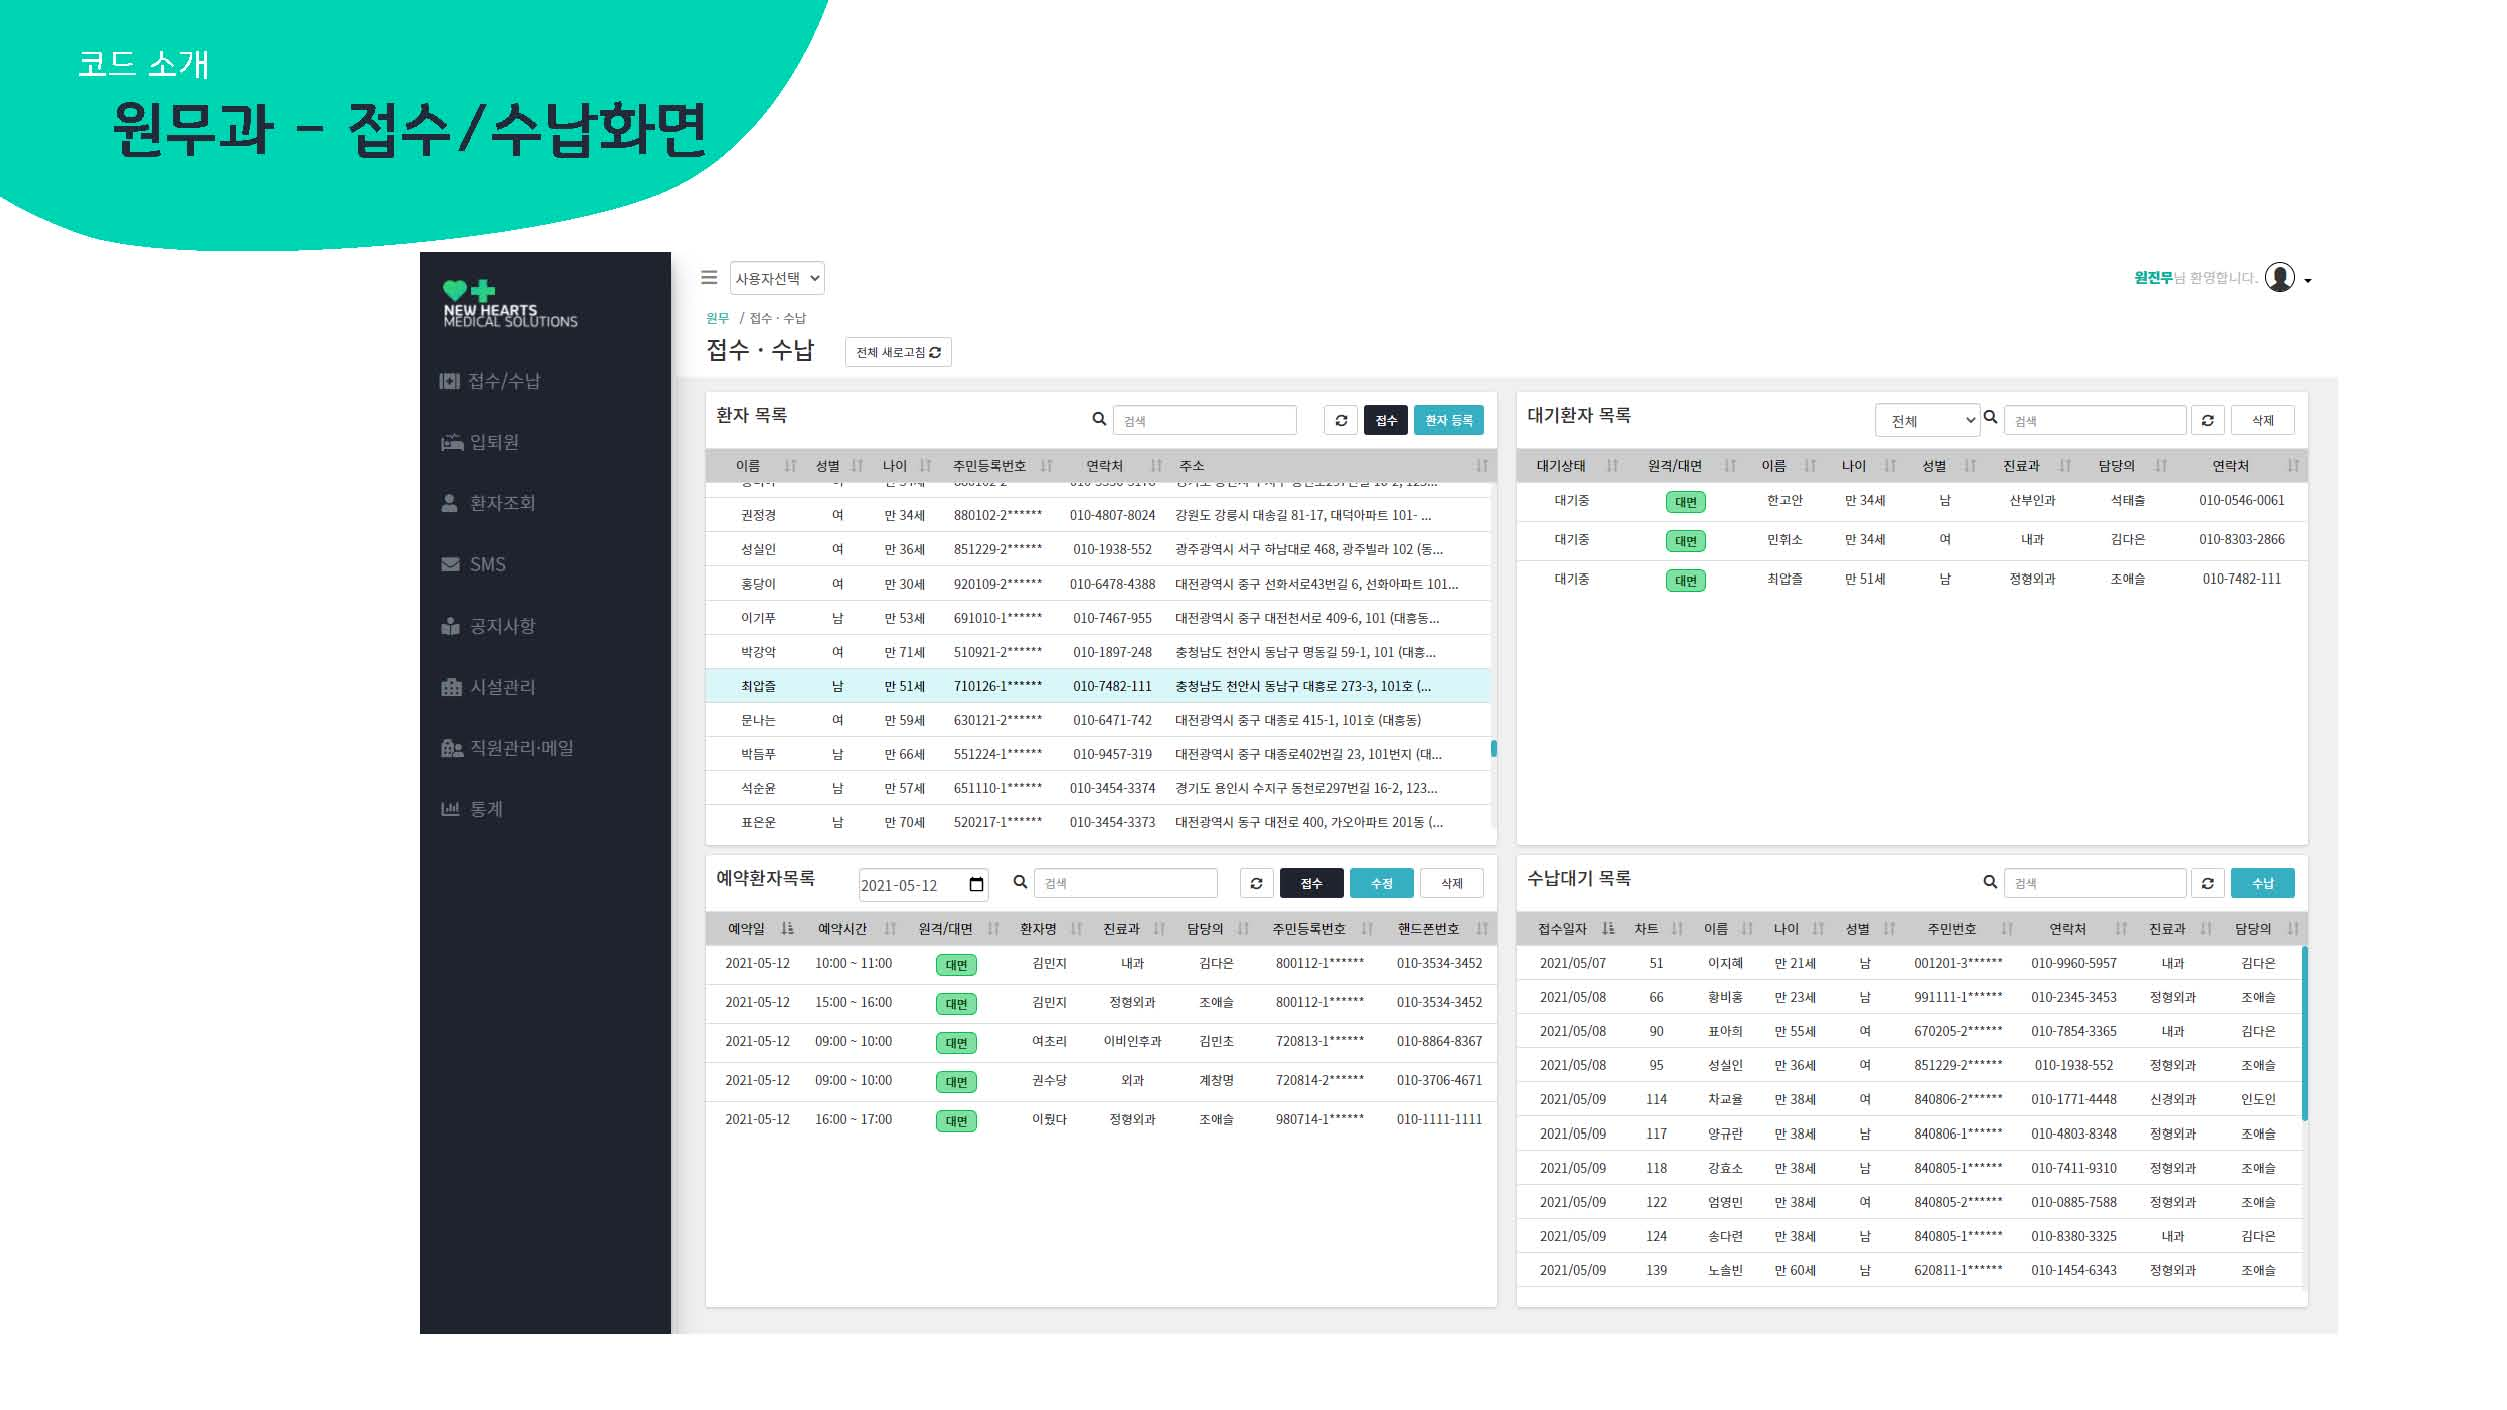 코드 소개
원무과 - 접수/수납화면
NEW HEARTS
MEDICAL SOLUTIONS
접수/수납
입퇴원
환자조회
SMS
공지사항
시설관리
직원관리·메일
통계
사용자선택
원진무님 환영합니다.
원무 / 접수 · 수납
접수 · 수납 전체 새로고침
환자 목록 검색 접수 환자 등록
이름 성별 나이 주민등록번호 연락처 주소
권정경 여 만 34세 880102-2****** 010-4807-8024 강원도 강릉시 대송길 81-17, 대덕아파트 101- ...
성실인 여 만 36세 851229-2****** 010-1938-552 광주광역시 서구 하남대로 468, 광주빌라 102 (동...
홍당이 여 만 30세 920109-2****** 010-6478-4388 대전광역시 중구 선화서로43번길 6, 선화아파트 101...
이기푸 남 만 53세 691010-1****** 010-7467-955 대전광역시 중구 대전천서로 409-6, 101 (대흥동...
박강악 여 만 71세 510921-2****** 010-1897-248 충청남도 천안시 동남구 명동길 59-1, 101 (대흥...
최압즐 남 만 51세 710126-1****** 010-7482-111 충청남도 천안시 동남구 대흥로 273-3, 101호 (...
문나는 여 만 59세 630121-2****** 010-6471-742 대전광역시 중구 대종로 415-1, 101호 (대흥동)
박듬푸 남 만 66세 551224-1****** 010-9457-319 대전광역시 중구 대종로402번길 23, 101번지 (대...
석순윤 남 만 57세 651110-1****** 010-3454-3374 경기도 용인시 수지구 동천로297번길 16-2, 123...
표은운 남 만 70세 520217-1****** 010-3454-3373 대전광역시 동구 대전로 400, 가오아파트 201동 (...
대기환자 목록 전체 검색 삭제
대기상태 원격/대면 이름 나이 성별 진료과 담당의 연락처
대기중 대면 한고안 만 34세 남 산부인과 석태출 010-0546-0061
대기중 대면 민휘소 만 34세 여 내과 김다은 010-8303-2866
대기중 대면 최압즐 만 51세 남 정형외과 조애슬 010-7482-111
예약환자목록 2021-05-12 검색 접수 수정 삭제
예약일 예약시간 원격/대면 환자명 진료과 담당의 주민등록번호 핸드폰번호
2021-05-12 10:00 ~ 11:00 대면 김민지 내과 김다은 800112-1****** 010-3534-3452
2021-05-12 15:00 ~ 16:00 대면 김민지 정형외과 조애슬 800112-1****** 010-3534-3452
2021-05-12 09:00 ~ 10:00 대면 여초리 이비인후과 김민초 720813-1****** 010-8864-8367
2021-05-12 09:00 ~ 10:00 대면 권수당 외과 계창명 720814-2****** 010-3706-4671
2021-05-12 16:00 ~ 17:00 대면 이웠다 정형외과 조애슬 980714-1****** 010-1111-1111
수납대기 목록 검색 수납
접수일자 차트 이름 나이 성별 주민번호 연락처 진료과 담당의
2021/05/07 51 이지혜 만 21세 남 001201-3****** 010-9960-5957 내과 김다은
2021/05/08 66 황비홍 만 23세 남 991111-1****** 010-2345-3453 정형외과 조애슬
2021/05/08 90 표아희 만 55세 여 670205-2****** 010-7854-3365 내과 김다은
2021/05/08 95 성실인 만 36세 여 851229-2****** 010-1938-552 정형외과 조애슬
2021/05/09 114 차교율 만 38세 여 840806-2****** 010-1771-4448 신경외과 인도인
2021/05/09 117 양규란 만 38세 남 840806-1****** 010-4803-8348 정형외과 조애슬
2021/05/09 118 강효소 만 38세 남 840805-1****** 010-7411-9310 정형외과 조애슬
2021/05/09 122 엄영민 만 38세 여 840805-2****** 010-0885-7588 정형외과 조애슬
2021/05/09 124 송다련 만 38세 남 840805-1****** 010-8380-3325 내과 김다은
2021/05/09 139 노솔빈 만 60세 남 620811-1****** 010-1454-6343 정형외과 조애슬